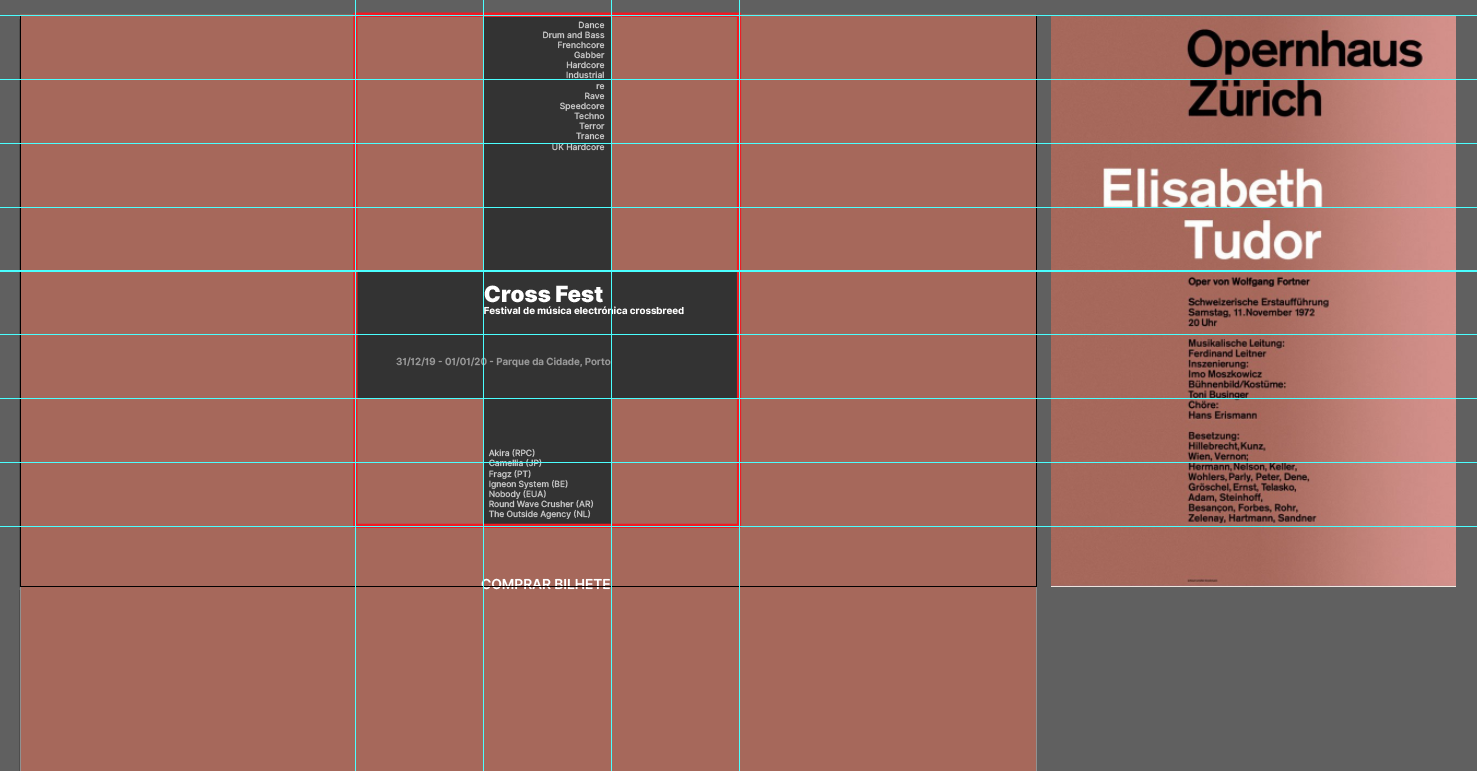 Dance
Drum and Bass
Frenchcore
Gabber
Hardcore
Industrial
re
Rave
Speedcore
Techno
Terror
Trance
UK Hardcore
Cross Fest
Festival de música electrónica crossbreed
31/12/19 - 01/01/20 - Parque da Cidade, Porto
Akira (RPC)
Camellia (JP)
Fragz (PT)
Igneon System (BE)
Nobody (EUA)
Round Wave Crusher (AR)
The Outside Agency (NL)
COMPRAR BILHETE
Opernhaus
Zürich
Elisabeth
Tudor
Oper von Wolfgang Fortner
Schweizerische Erstaufführung
Samstag, 11.November 1972
20 Uhr
Musikalische Leitung:
Ferdinand Leitner
Inszenierung:
Imo Moszkowicz
Bühnenbild/Kostüme:
Toni Businger
Chöre:
Hans Erismann
Besetzung:
Hillebrecht,Kunz,
Wien, Vernon;
Hermann, Nelson, Keller,
Wohlers, Parly, Peter, Dene,
Gröschel, Ernst, Telasko,
Adam, Steinhoff,
Besançon, Forbes, Rohr,
Zelenay, Hartmann, Sandner